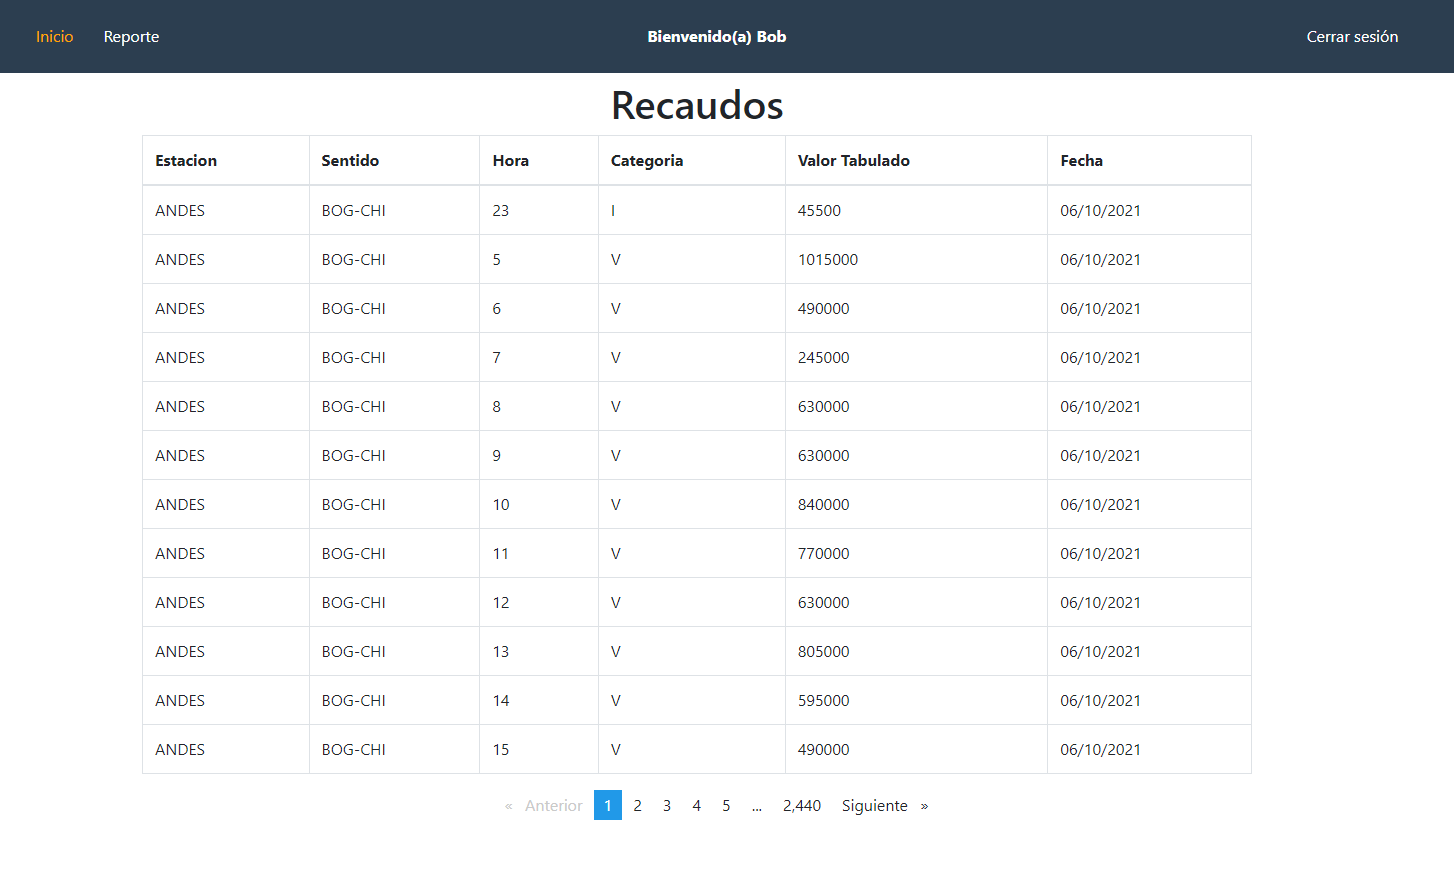 Inicio Reporte Bienvenido(a) Bob Cerrar sesión
Recaudos
Estacion Sentido Hora Categoria Valor Tabulado Fecha
ANDES BOG-CHI 23 I 45500 06/10/2021
ANDES BOG-CHI 5 V 1015000 06/10/2021
ANDES BOG-CHI 6 V 490000 06/10/2021
ANDES BOG-CHI 7 V 245000 06/10/2021
ANDES BOG-CHI 8 V 630000 06/10/2021
ANDES BOG-CHI 9 V 630000 06/10/2021
ANDES BOG-CHI 10 V 840000 06/10/2021
ANDES BOG-CHI 11 V 770000 06/10/2021
ANDES BOG-CHI 12 V 630000 06/10/2021
ANDES BOG-CHI 13 V 805000 06/10/2021
ANDES BOG-CHI 14 V 595000 06/10/2021
ANDES BOG-CHI 15 V 490000 06/10/2021
« Anterior 1 2 3 4 5 ... 2,440 Siguiente »